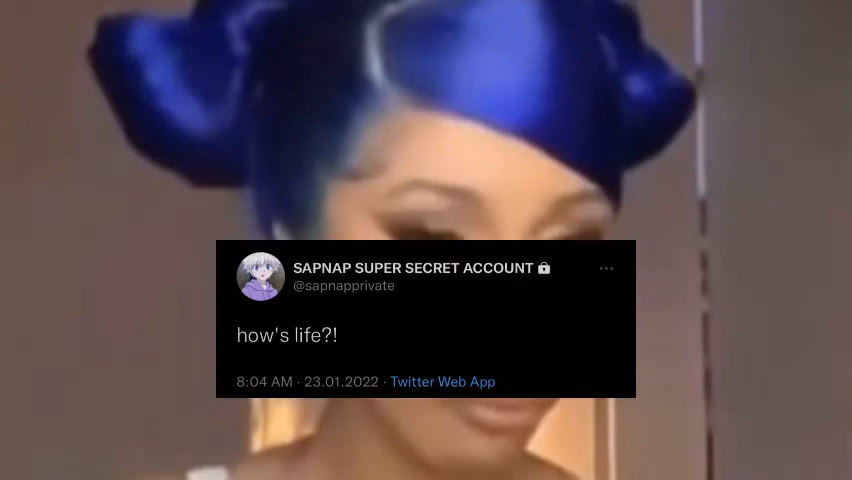 SAPNAP SUPER SECRET ACCOUNT
@sapnapprivate
how's life?!
8:04 AM · 23.01.2022 · Twitter Web App